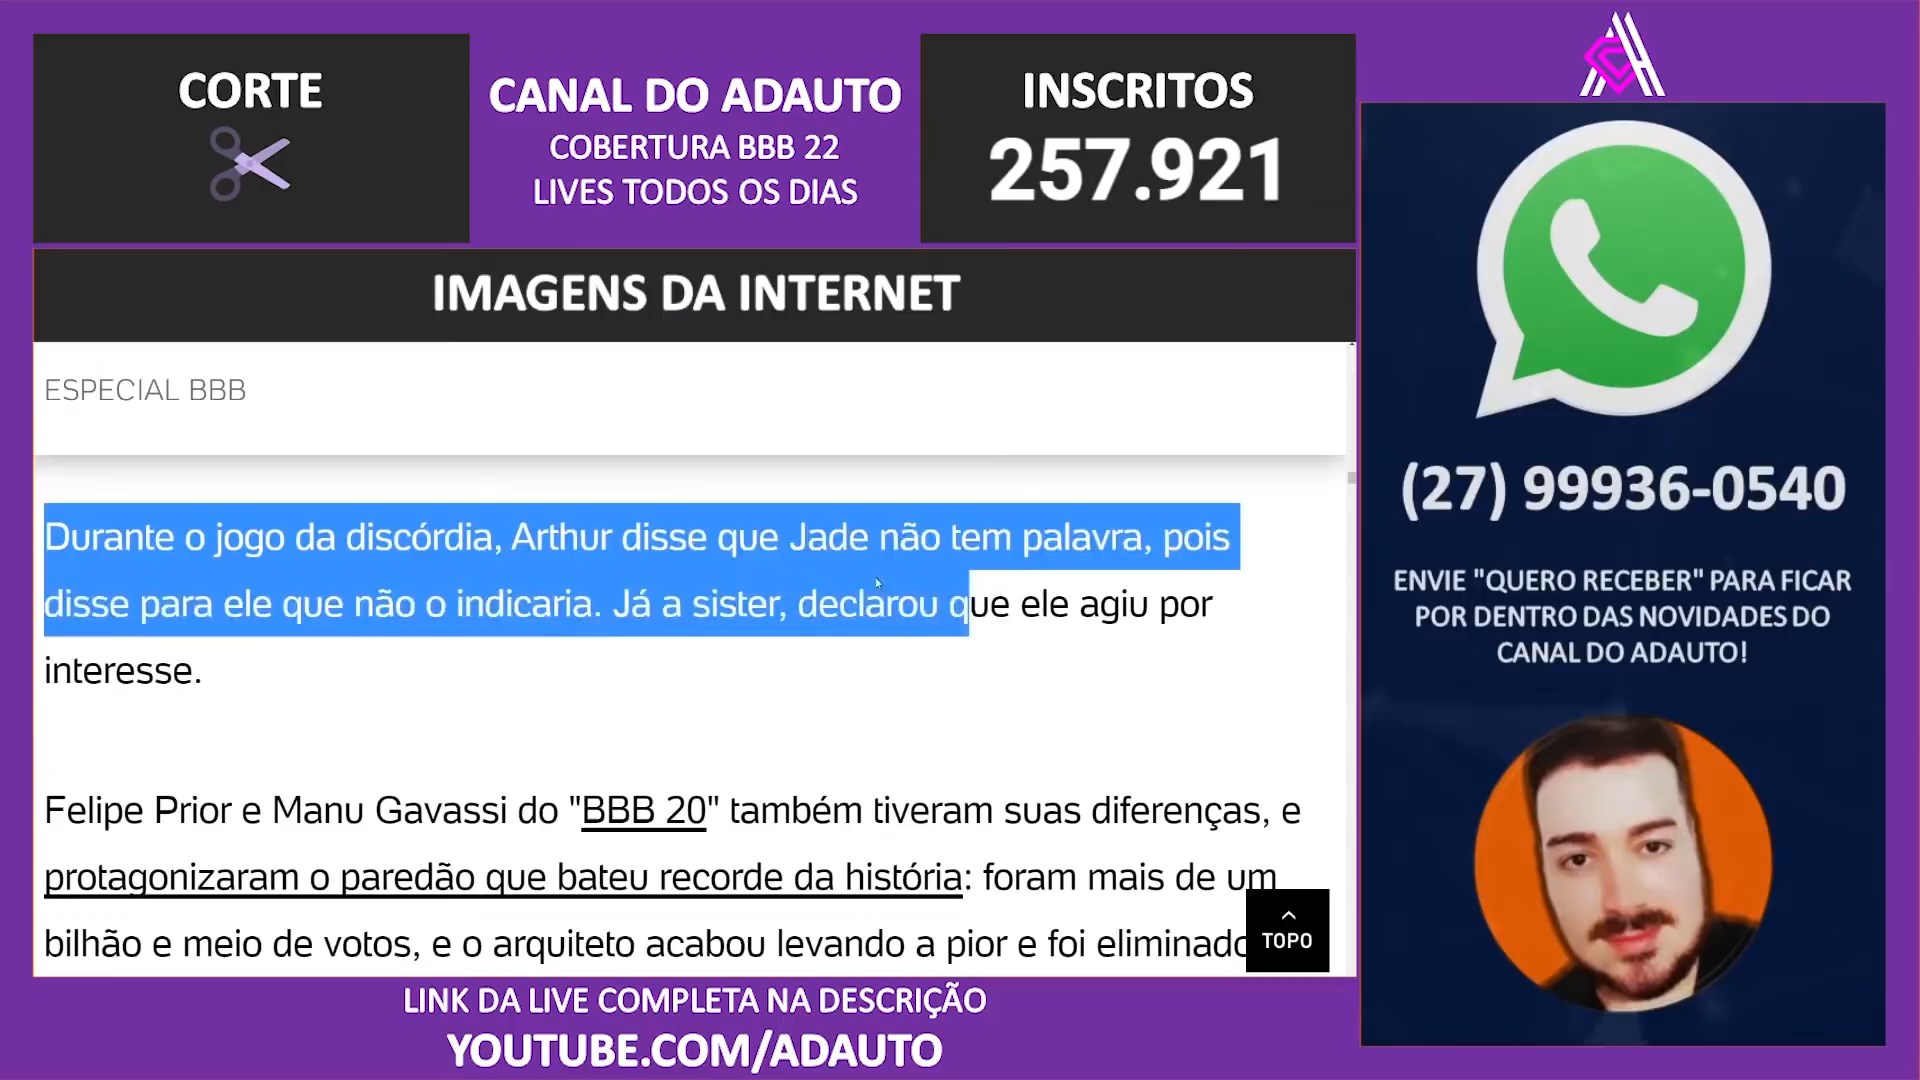 CORTE
CANAL DO ADAUTO
COBERTURA BBB 22
LIVES TODOS OS DIAS
INSCRITOS
257.921
IMAGENS DA INTERNET
ESPECIAL BBB
Durante o jogo da discórdia, Arthur disse que Jade não tem palavra, pois
disse para ele que não o indicaria. Já a sister, declarou que ele agiu por
interesse.
Felipe Prior e Manu Gavassi do "BBB 20" também tiveram suas diferenças, e
protagonizaram o paredão que bateu recorde da história: foram mais de um
bilhão e meio de votos, e o arquiteto acabou levando a pior e foi eliminado
TOPO
LINK DA LIVE COMPLETA NA DESCRIÇÃO
YOUTUBE.COM/ADAUTO
(27) 99936-0540
ENVIE "QUERO RECEBER" PARA FICAR
POR DENTRO DAS NOVIDADES DO
CANAL DO ADAUTO!